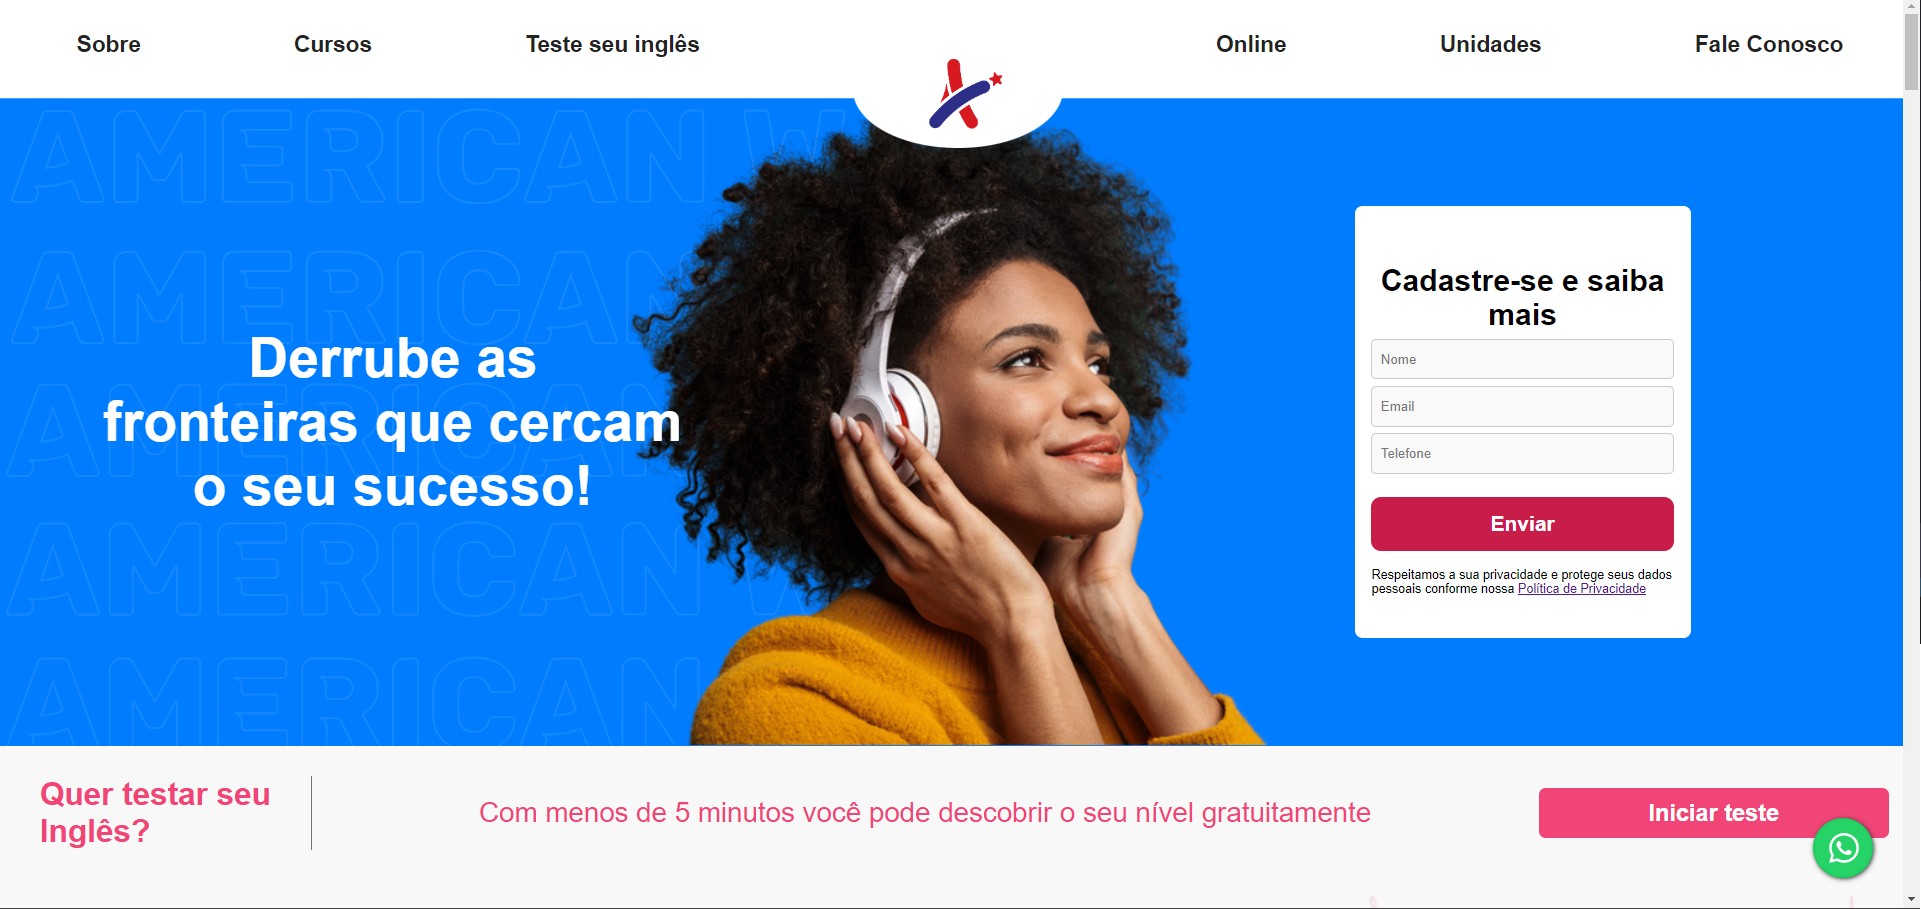 Sobre
Cursos
Teste seu inglês
Online
Unidades
Fale Conosco
AMERICAN W
AMERICAN
Derrube as
fronteiras que cercam
o seu sucesso!
AMERICAN
AMERICAN W
AMERICAN
Cadastre-se e saiba
mais
Nome
Email
Telefone
Enviar
Respeitamos a sua privacidade e protege seus dados
pessoais conforme nossa Política de Privacidade
Quer testar seu
Inglês?
Com menos de 5 minutos você pode descobrir o seu nível gratuitamente
Iniciar teste